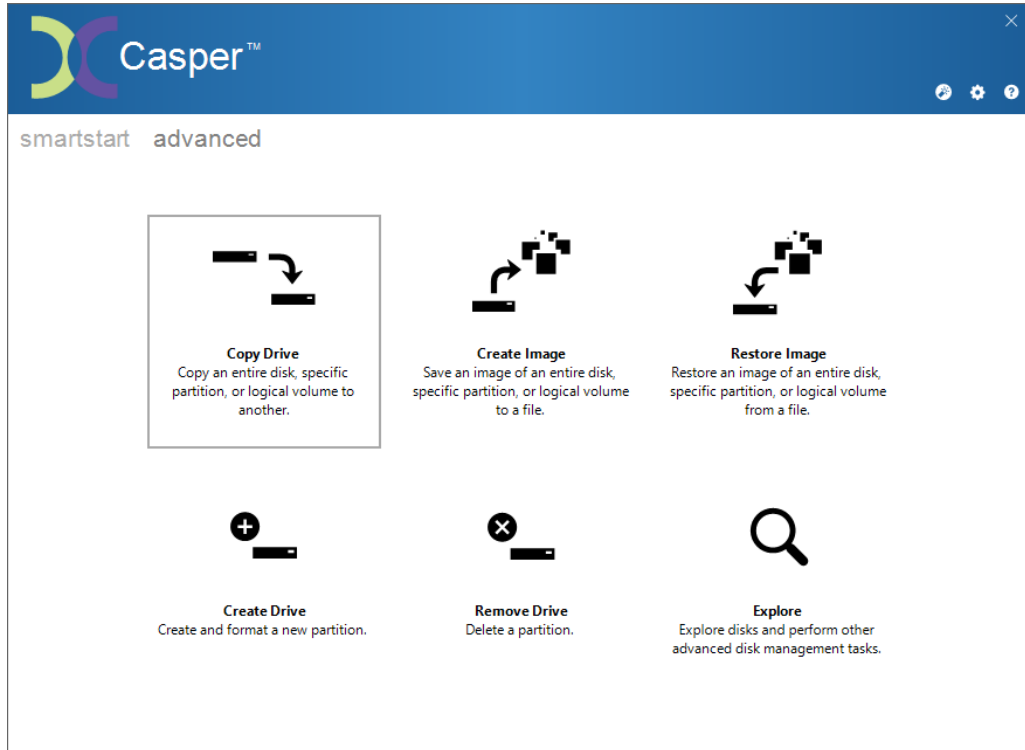 Casper™
smartstart advanced
Copy Drive
Copy an entire disk, specific
partition, or logical volume to
another.
Create Image
Save an image of an entire disk,
specific partition, or logical volume
to a file.
Restore Image
Restore an image of an entire disk,
specific partition, or logical volume
from a file.
Create Drive
Create and format a new partition.
Remove Drive
Delete a partition.
Explore
Explore disks and perform other
advanced disk management tasks.